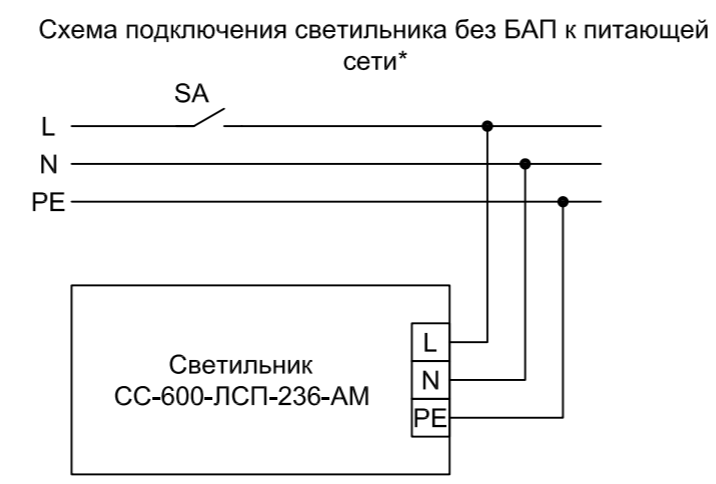 Схема подключения светильника без БАП к питающей
сети*
SA
L
N
PE
L
Светильник
СС-600-ЛСП-236-АМ
N
PE